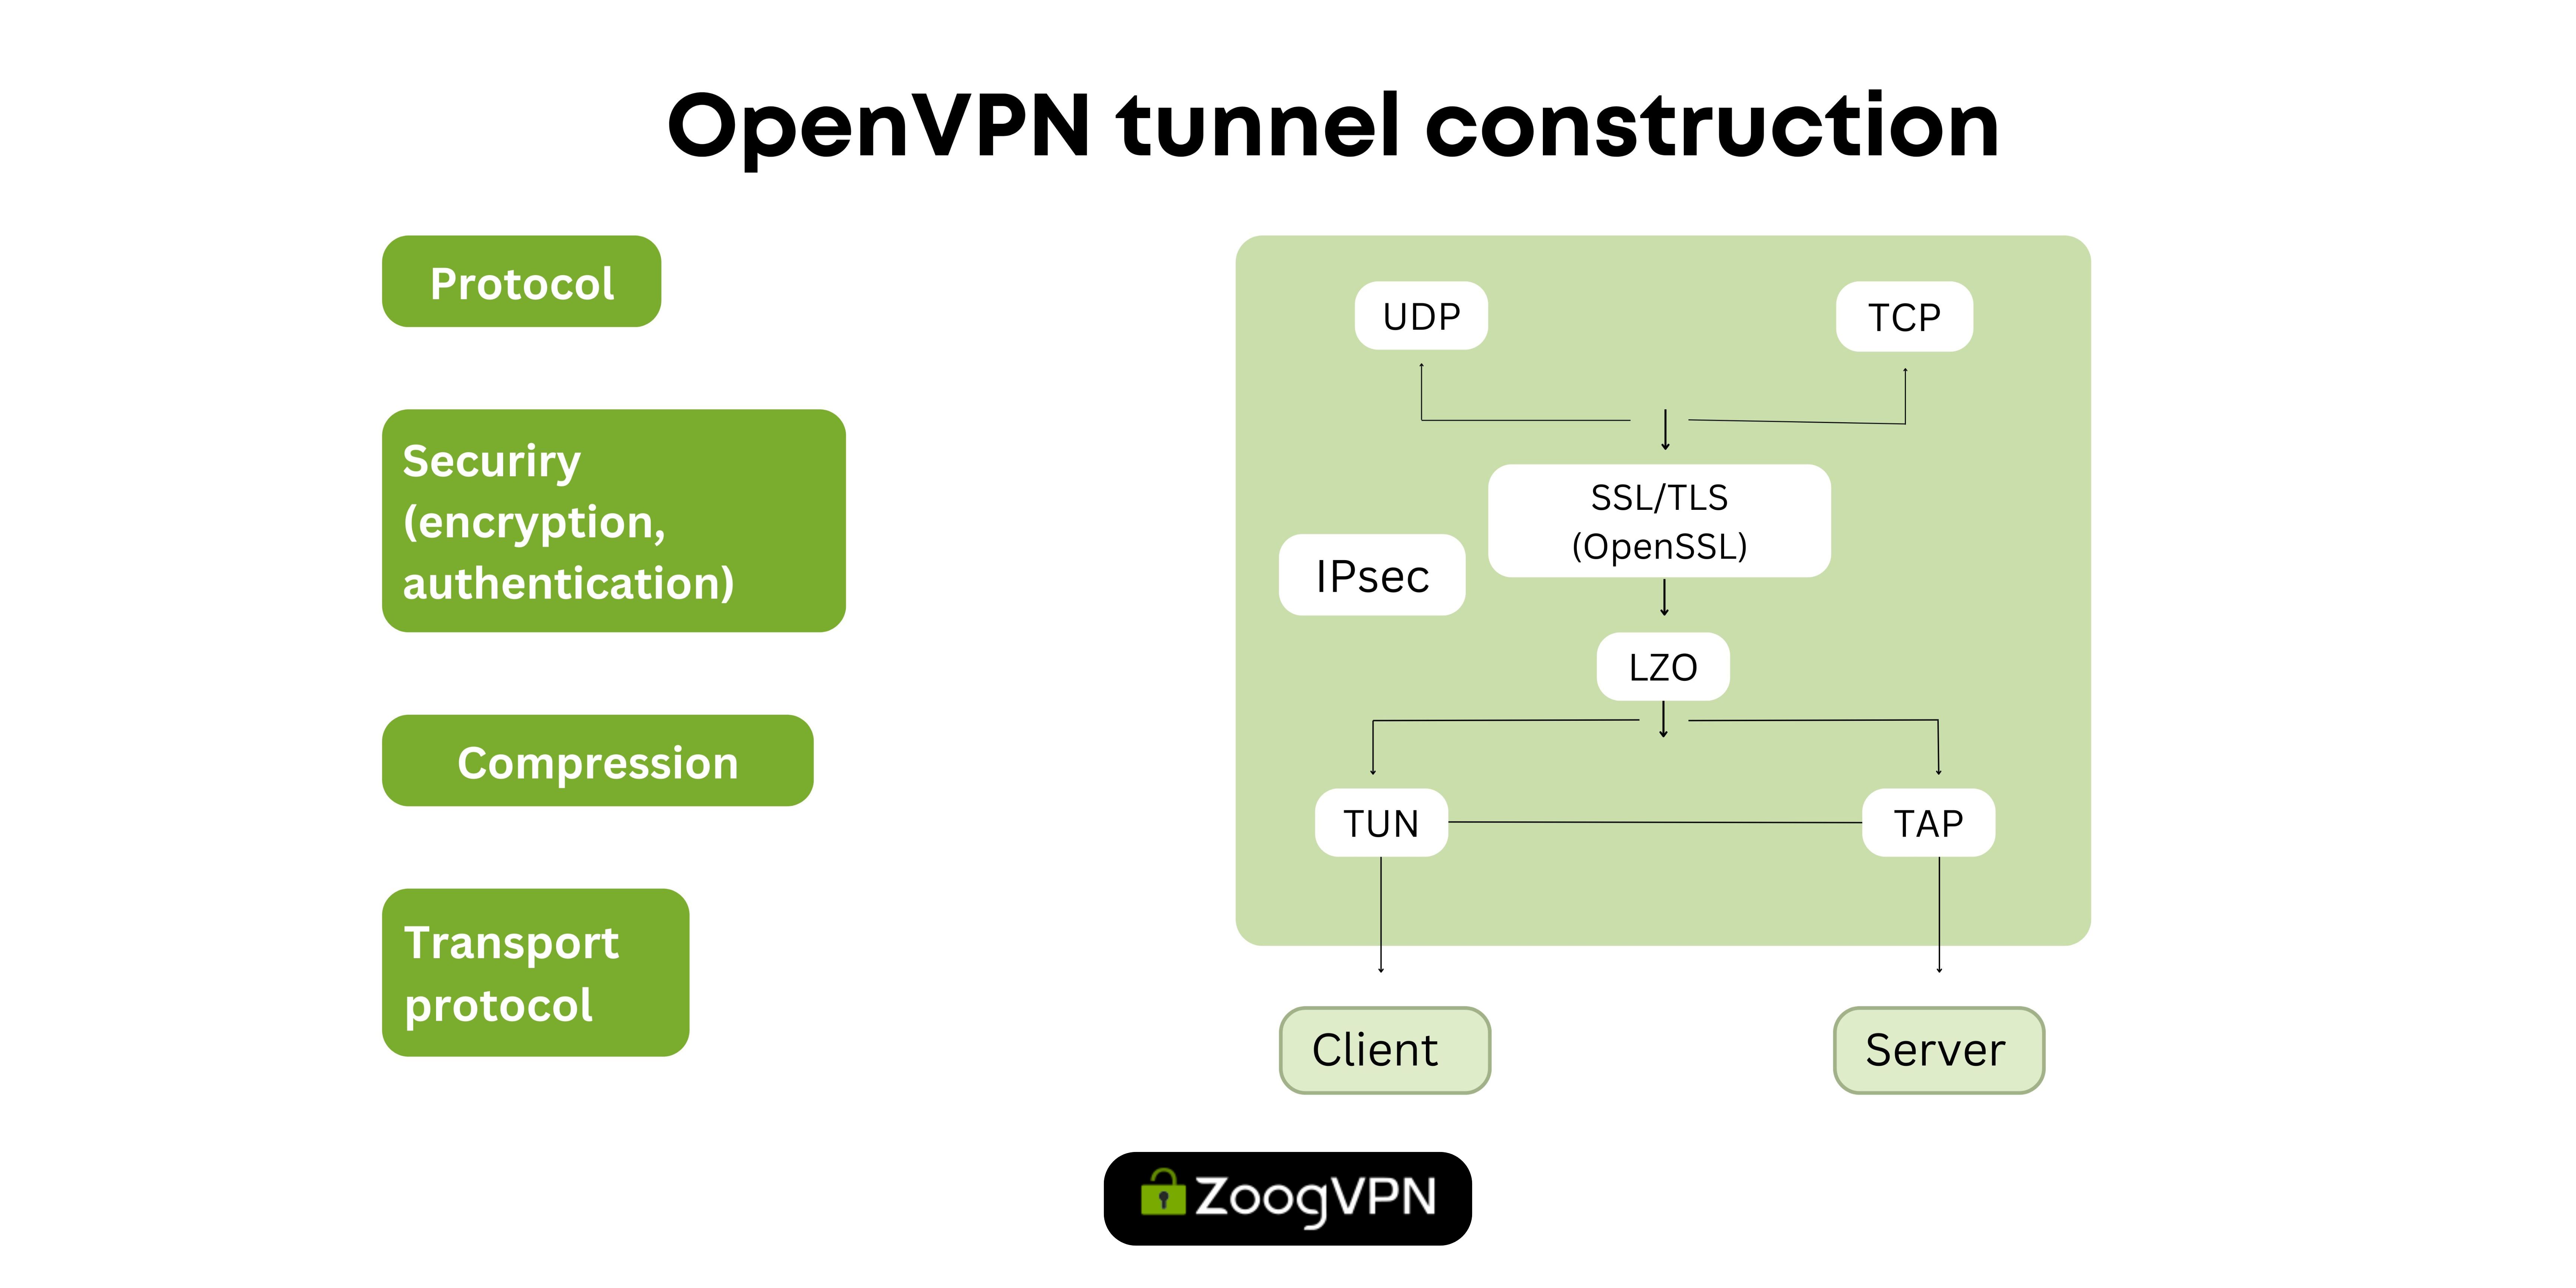 OpenVPN tunnel construction
Protocol
Securiry
(encryption,
authentication)
Compression
Transport
protocol
UDP
TCP
SSL/TLS
(OpenSSL)
IPsec
LZO
TUN
TAP
Client
Server
ZoogVPN